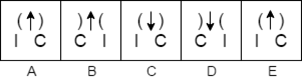 (↑) )↑( (↓) )↓( (↑)
I C C I I C C I I C
A B C D E